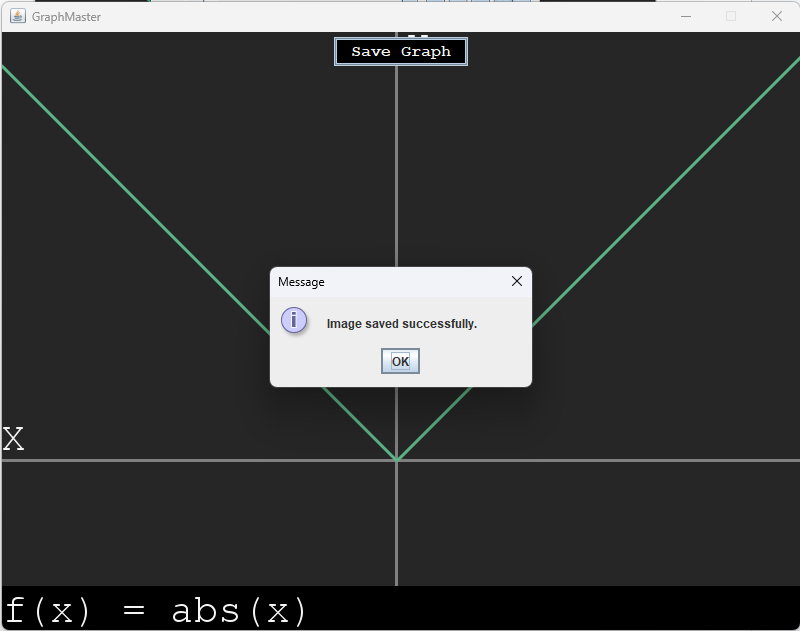 GraphMaster
Save Graph
Message
Image saved successfully.
OK
X
f(x) = abs(x)